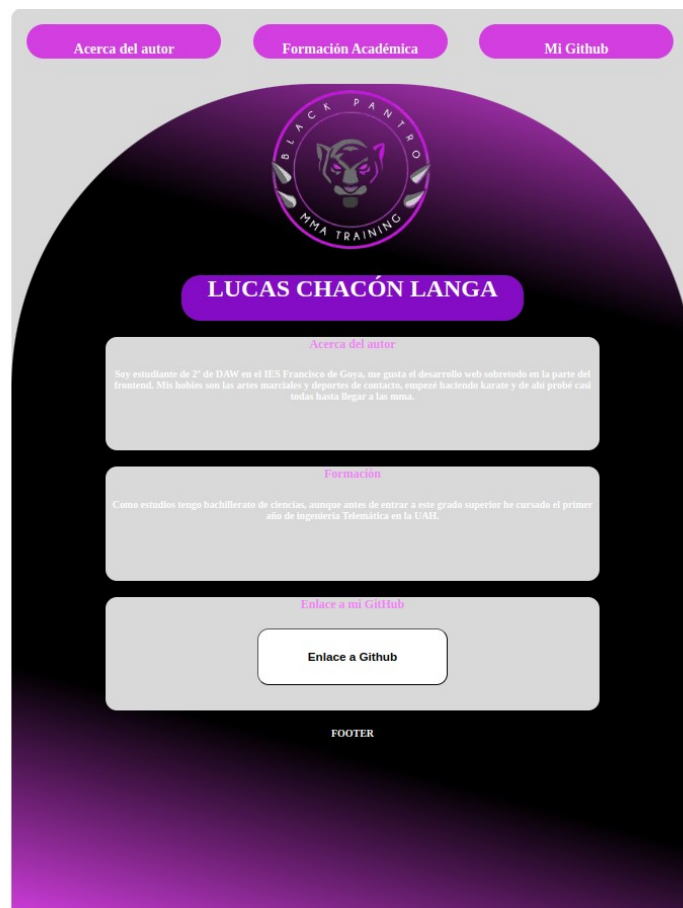 Acerca del autor
Formación Académica
Mi Github
BLACK PANTRO
MMA TRAINING
LUCAS CHACÓN LANGA
Acerca del autor
Soy estudiante de 2º de DAW en el IES Francisco de Goya, me gusta el desarrollo web sobretodo en la parte del
frontend. Mis hobies son las artes marciales y deportes de contacto, empezé haciendo karate y de ahí probé casi
todas hasta llegar a las mma.
Formación
Como estudios tengo bachillerato de ciencias, aunque antes de entrar a este grado superior he cursado el primer
año de ingeniería Telemática en la UAH.
Enlace a mi GitHub
Enlace a Github
FOOTER